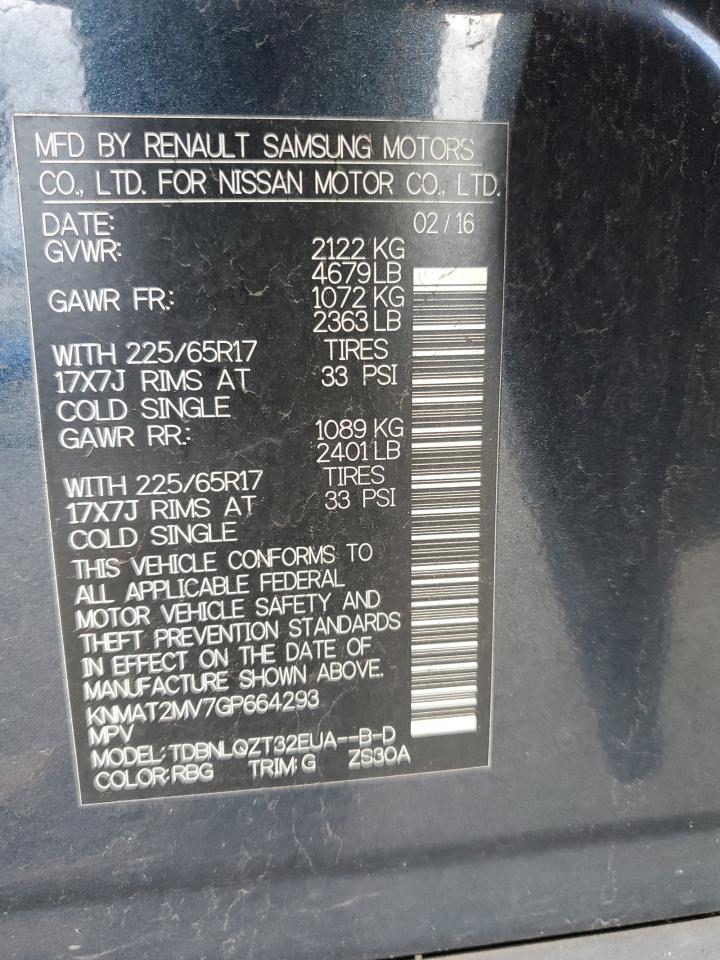 MFD BY RENAULT SAMSUNG MOTORS
CO., LTD. FOR NISSAN MOTOR CO., LTD.
DATE: 02 / 16
GVWR: 2122 KG
4679 LB
GAWR FR.: 1072 KG
2363 LB
WITH 225/65R17 TIRES
17X7J RIMS AT 33 PSI
COLD SINGLE
GAWR RR.: 1089 KG
2401 LB
WITH 225/65R17 TIRES
17X7J RIMS AT 33 PSI
COLD SINGLE
THIS VEHICLE CONFORMS TO
ALL APPLICABLE FEDERAL
MOTOR VEHICLE SAFETY AND
THEFT PREVENTION STANDARDS
IN EFFECT ON THE DATE OF
MANUFACTURE SHOWN ABOVE.
KNMAT2MV7GP664293
MPV
MODEL: TDBNLQZT32EUA--B-D
COLOR:RBG TRIM:G ZS30A